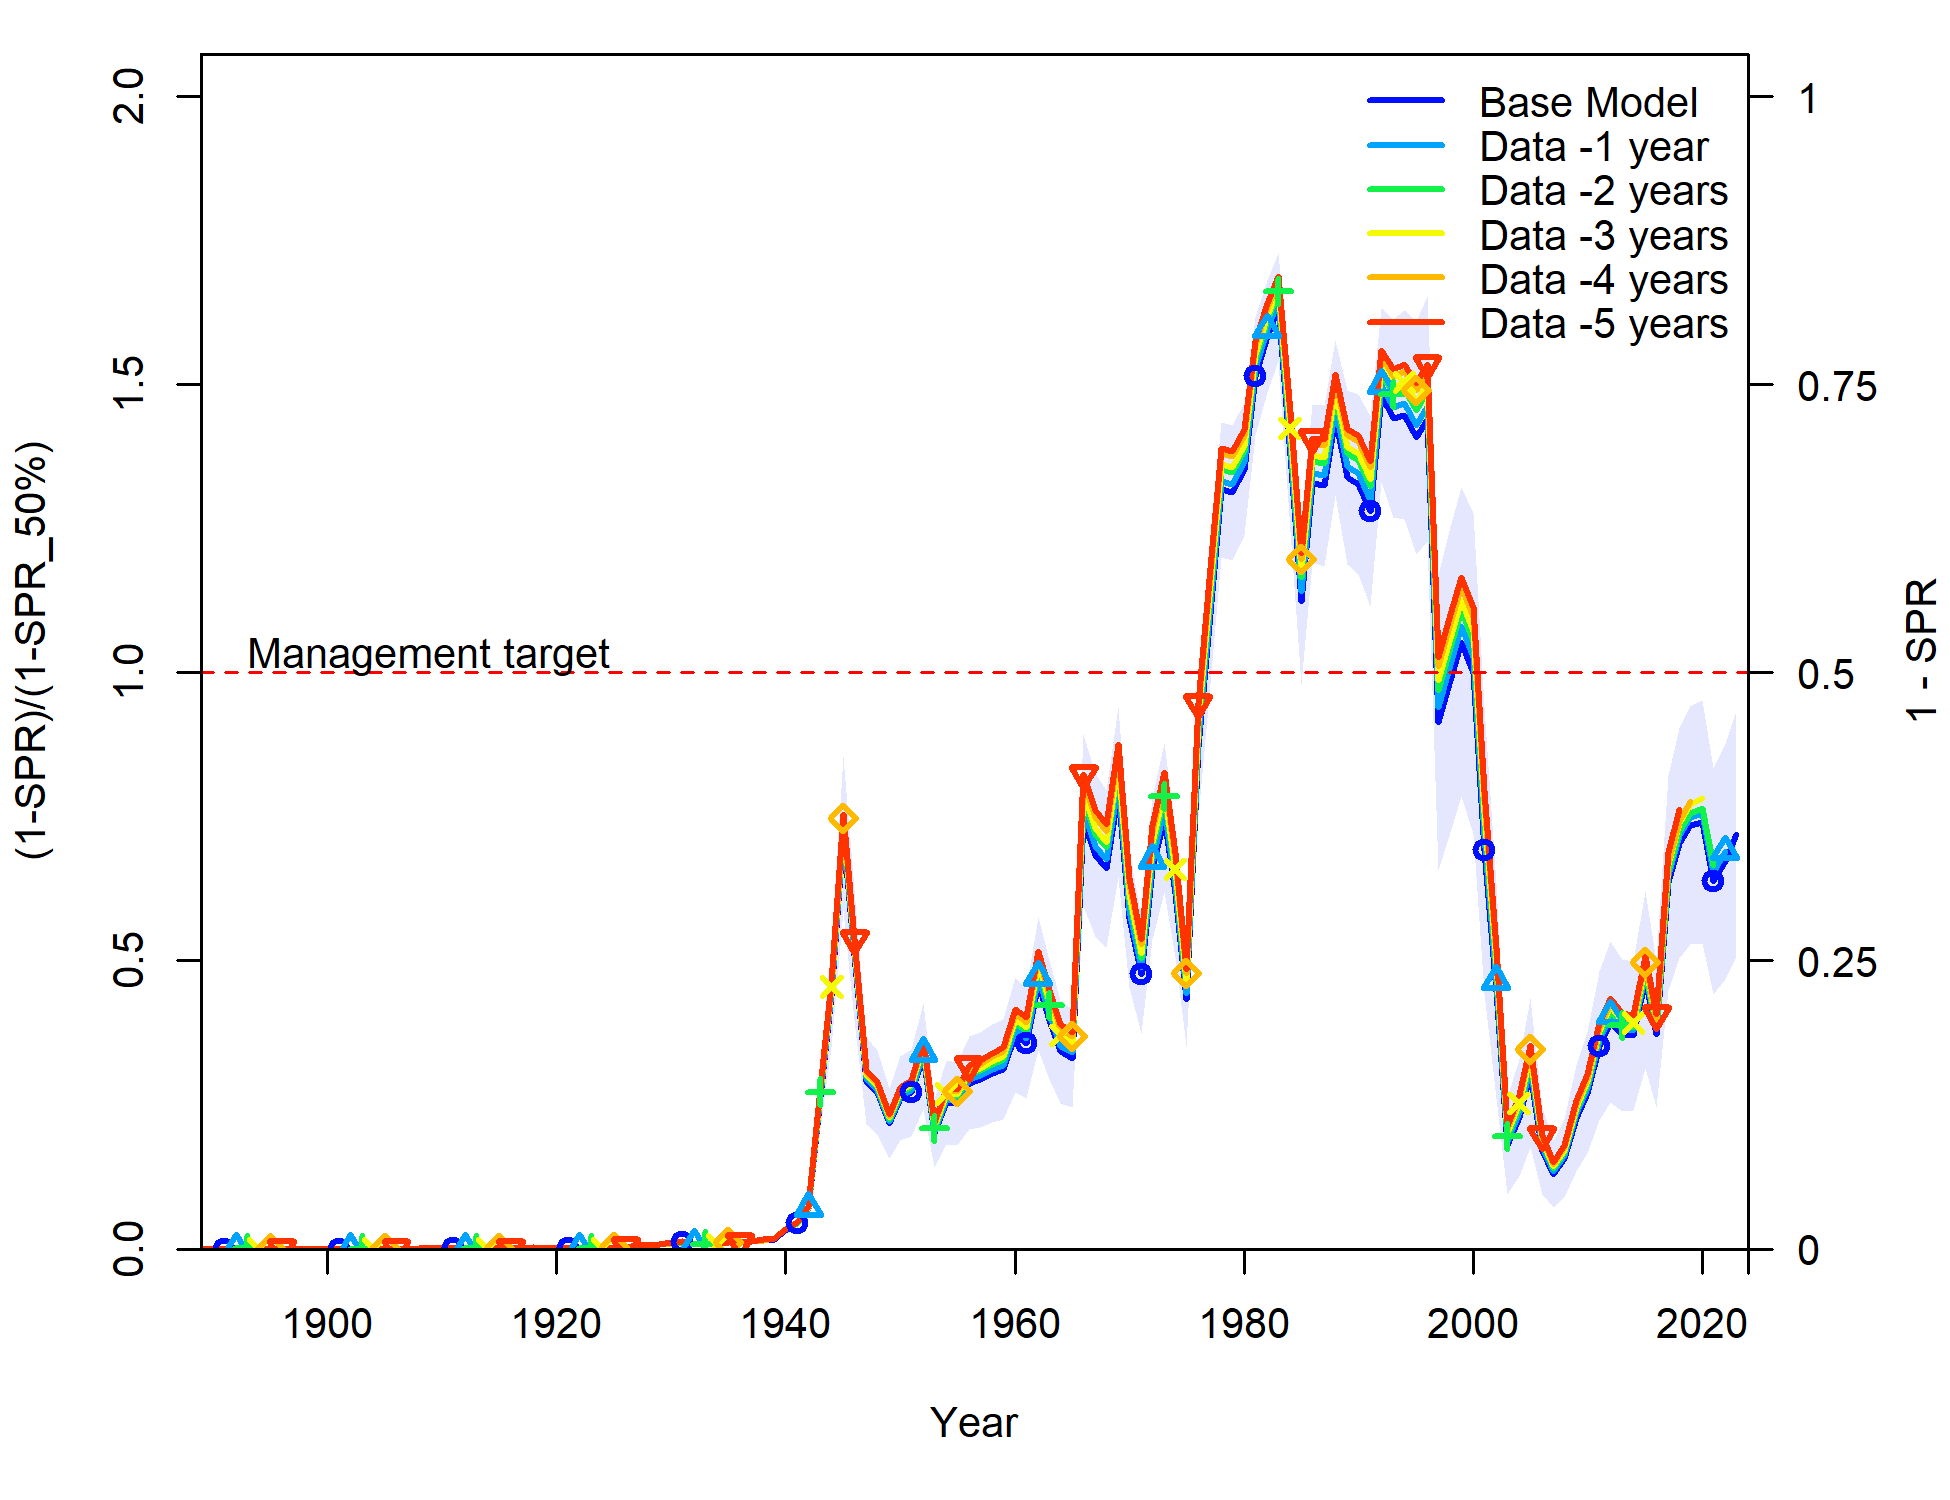 (1-SPR)/(1-SPR_50%)
2.0
1.5
1.0
0.5
0.0
Management target
Base Model
Data -1 year
Data -2 years
Data -3 years
Data -4 years
Data -5 years
1
0.75
0.5
0.25
0
1 - SPR
1900
1920
1940
1960
1980
2000
2020
Year